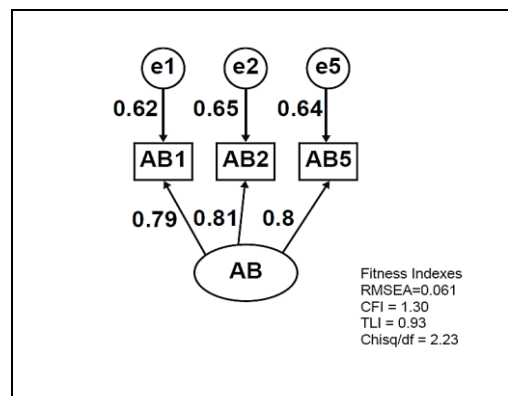 e1 e2 e5
0.62 0.65 0.64
AB1 AB2 AB5
0.79 0.81 0.8
AB
Fitness Indexes
RMSEA=0.061
CFI = 1.30
TLI = 0.93
Chisq/df = 2.23